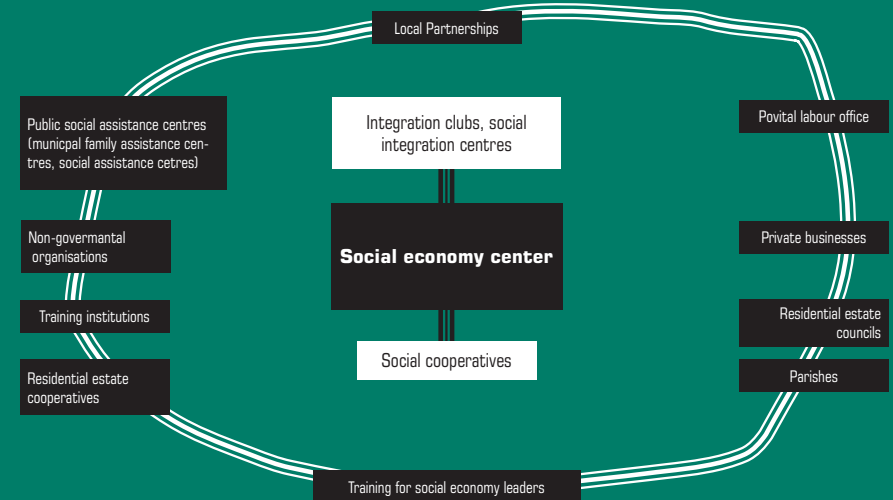 Local Partnerships
Public social assistance centres
(municpal family assistance cen-
tres, social assistance cetres)
Integration clubs, social
integration centres
Povital labour office
Non-govermantal
organisations
Social economy center
Private businesses
Training institutions
Residential estate
councils
Social cooperatives
Residential estate
cooperatives
Parishes
Training for social economy leaders